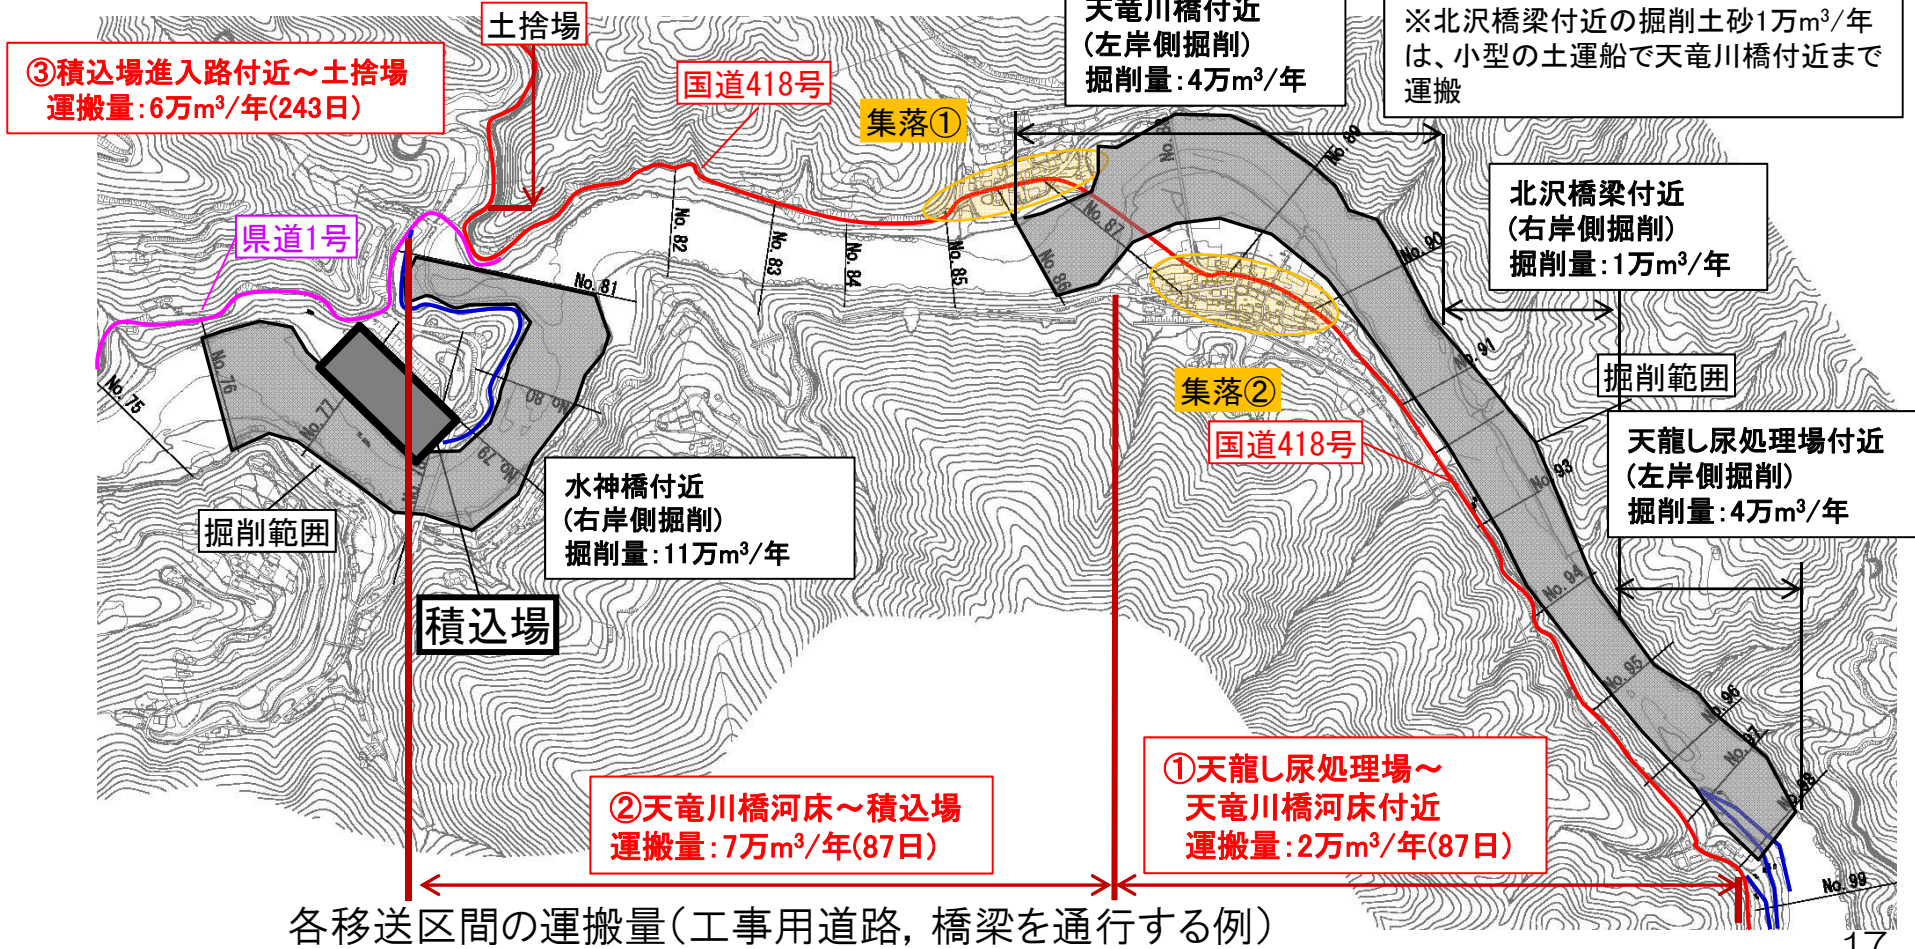 天竜川橋付近
(左岸側掘削)
掘削量:4万m³/年
※北沢橋梁付近の掘削土砂1万m³/年
は、小型の土運船で天竜川橋付近まで
運搬
土捨場
③積込場進入路付近～土捨場
運搬量:6万m³/年(243日)
国道418号
集落①
北沢橋梁付近
(右岸側掘削)
掘削量:1万m³/年
県道1号
No. 75
No. 76
No. 77
No. 79
No. 80
No. 81
No. 82
No. 83
No. 84
No. 85
No. 86
No. 87
No. 89
No. 90
No. 91
No. 93
No. 94
No. 95
No. 96
No. 97
No. 98
No. 99
集落②
国道418号
掘削範囲
天龍し尿処理場付近
(左岸側掘削)
掘削量:4万m³/年
水神橋付近
(右岸側掘削)
掘削量:11万m³/年
掘削範囲
積込場
②天竜川橋河床～積込場
運搬量:7万m³/年(87日)
①天龍し尿処理場～
天竜川橋河床付近
運搬量:2万m³/年(87日)
各移送区間の運搬量(工事用道路,橋梁を通行する例)
17